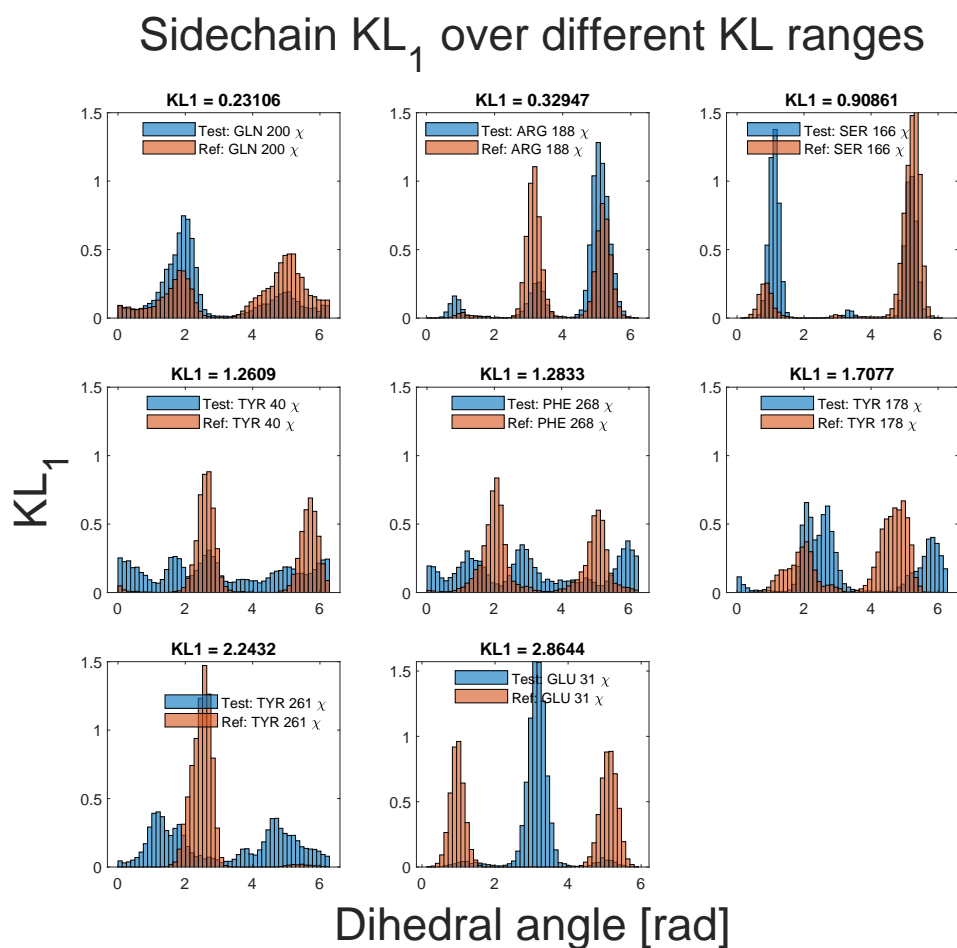 Sidechain KL₁ over different KL ranges
KL1 = 0.23106
Test: GLN 200 χ
Ref: GLN 200 χ
1.5
1
0.5
0
0 2 4 6
KL1 = 0.32947
Test: ARG 188 χ
Ref: ARG 188 χ
1.5
1
0.5
0
0 2 4 6
KL1 = 0.90861
Test: SER 166 χ
Ref: SER 166 χ
1.5
1
0.5
0
0 2 4 6
KL1 = 1.2609
Test: TYR 40 χ
Ref: TYR 40 χ
1.5
1
0.5
0
0 2 4 6
KL1 = 1.2833
Test: PHE 268 χ
Ref: PHE 268 χ
1.5
1
0.5
0
0 2 4 6
KL1 = 1.7077
Test: TYR 178 χ
Ref: TYR 178 χ
1.5
1
0.5
0
0 2 4 6
KL₁
KL1 = 2.2432
Test: TYR 261 χ
Ref: TYR 261 χ
1.5
1
0.5
0
0 2 4 6
KL1 = 2.8644
Test: GLU 31 χ
Ref: GLU 31 χ
1.5
1
0.5
0
0 2 4 6
Dihedral angle [rad]